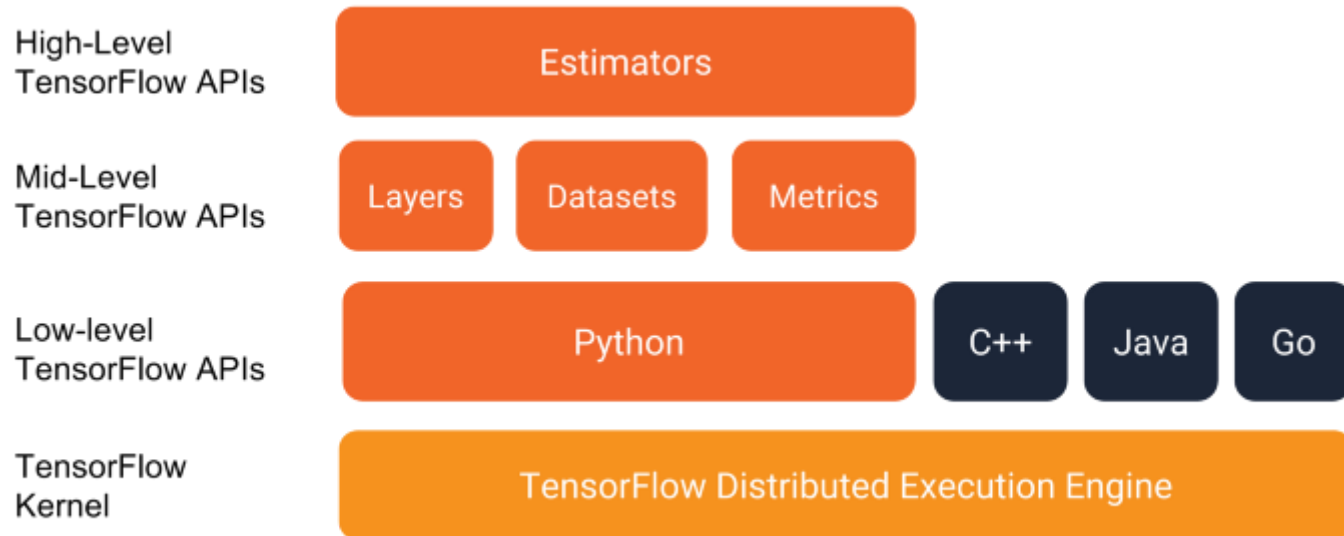 High-Level
TensorFlow APIs
Estimators
Mid-Level
TensorFlow APIs
Layers
Datasets
Metrics
Low-level
TensorFlow APIs
Python
C++
Java
Go
TensorFlow
Kernel
TensorFlow Distributed Execution Engine